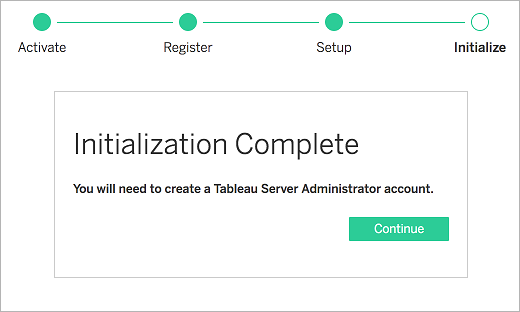 Activate Register Setup Initialize
Initialization Complete
You will need to create a Tableau Server Administrator account.
Continue